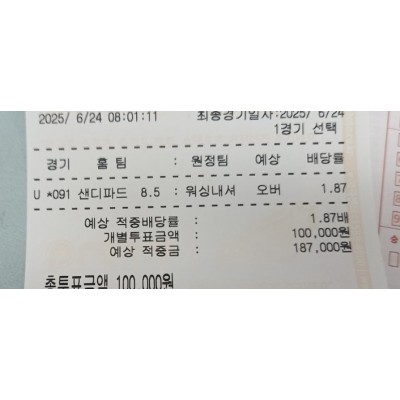 2025/ 6/24 08:01:11 최종경기일자:2025/ 6/24
1경기 선택
경기 홈 팀 : 원정팀 예상 배당률
U *091 샌디파드 8.5 : 워싱내셔 오버 1.87
예상 적중배당률 : 1.87배
개별투표금액 : 100,000원
예상 적중금 : 187,000원
총투표금액 100,000원